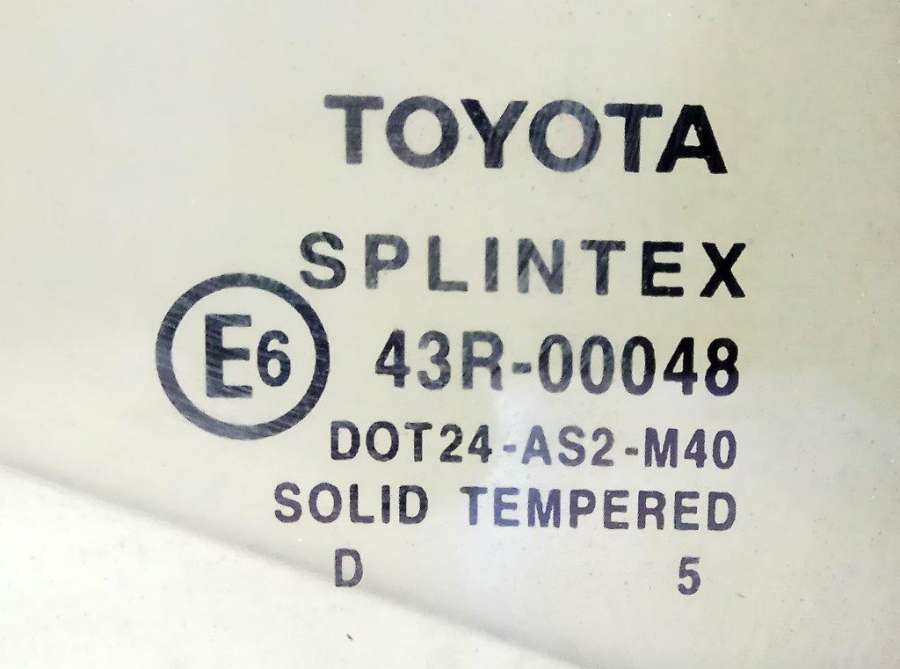 TOYOTA
SPLINTEX
E6 43R-00048
DOT24-AS2-M40
SOLID TEMPERED
D 5